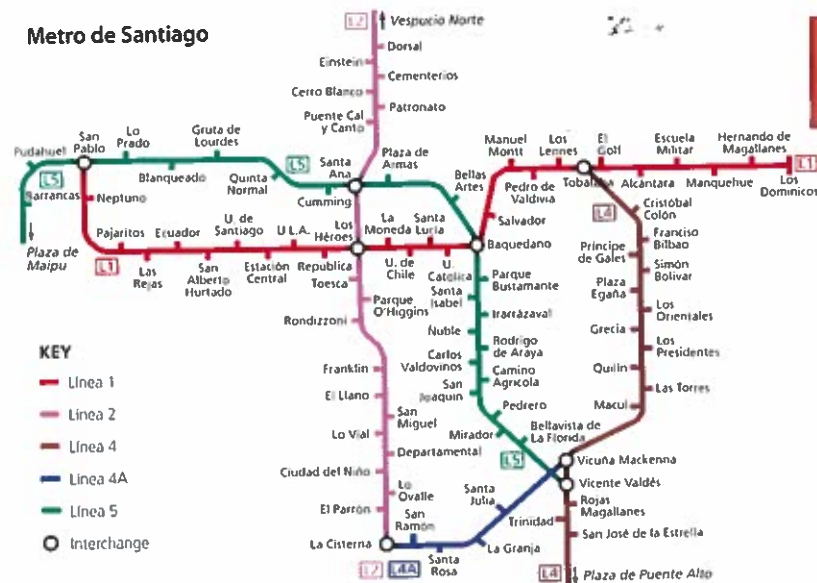 Metro de Santiago
L2
Vespucio Norte
Dorsal
Einstein
Cementerios
Cerro Blanco
Patronato
Puente Cal
y Canto
Pudahuel
San
Pablo
Lo
Prado
Gruta de
Lourdes
L5
Barrancas
Blanqueado
Quinta
Normal
L5
Santa
Ana
Cumming
Plaza de
Armas
Bellas
Artes
Manuel
Montt
Los
Leones
El
Golf
Escuela
Militar
Hernando de
Magallanes
L1
Pedro de
Valdivia
Tobalaba
Alcántara
Manquehue
Los
Dominicos
Neptuno
Salvador
L4
Cristóbal
Colón
Plaza de
Maipu
Pajaritos
Ecuador
U. de
Santiago
U L.A.
Los
Héroes
La
Moneda
Santa
Lucia
Baquedano
L1
Las
Rejas
San
Alberto
Hurtado
Estación
Central
Republica
U. de
Chile
U.
Catolica
Francisco
Bilbao
Príncipe
de Gales
Toesca
Parque
Bustamante
Simón
Bolivar
Parque
O'Higgins
Santa
Isabel
Plaza
Egaña
Rondizzoni
Irarrázaval
Los
Orientales
Ñuble
Grecia
Rodrigo
de Araya
Los
Presidentes
KEY
Línea 1
Línea 2
Línea 4
Línea 4A
Línea 5
Interchange
Franklin
Carlos
Valdovinos
Camino
Agrícola
Quilín
El Llano
San
Joaquin
Las Torres
San
Miguel
Pedrero
Macul
Lo Vial
Mirador
Bellavista de
La Florida
Departamental
L5
Vicuña Mackenna
Ciudad del Niño
Vicente Valdés
Lo
Ovalle
Santa
Julia
Rojas
Magallanes
El Parrón
San
Ramón
Trinidad
San José de la Estrella
La Cisterna
Santa
Rosa
La Granja
L2
L4A
L4
Plaza de Puente Alto